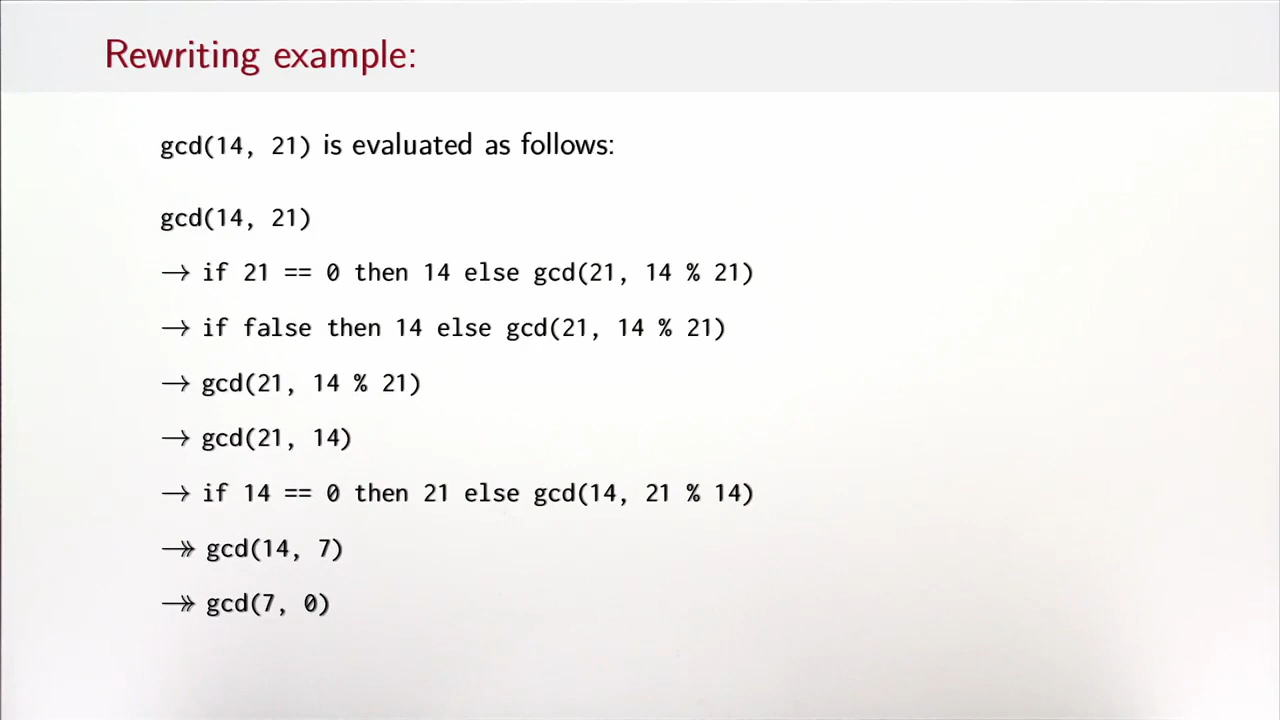 Rewriting example:
gcd(14, 21) is evaluated as follows:
gcd(14, 21)
→ if 21 == 0 then 14 else gcd(21, 14 % 21)
→ if false then 14 else gcd(21, 14 % 21)
→ gcd(21, 14 % 21)
→ gcd(21, 14)
→ if 14 == 0 then 21 else gcd(14, 21 % 14)
↠ gcd(14, 7)
↠ gcd(7, 0)